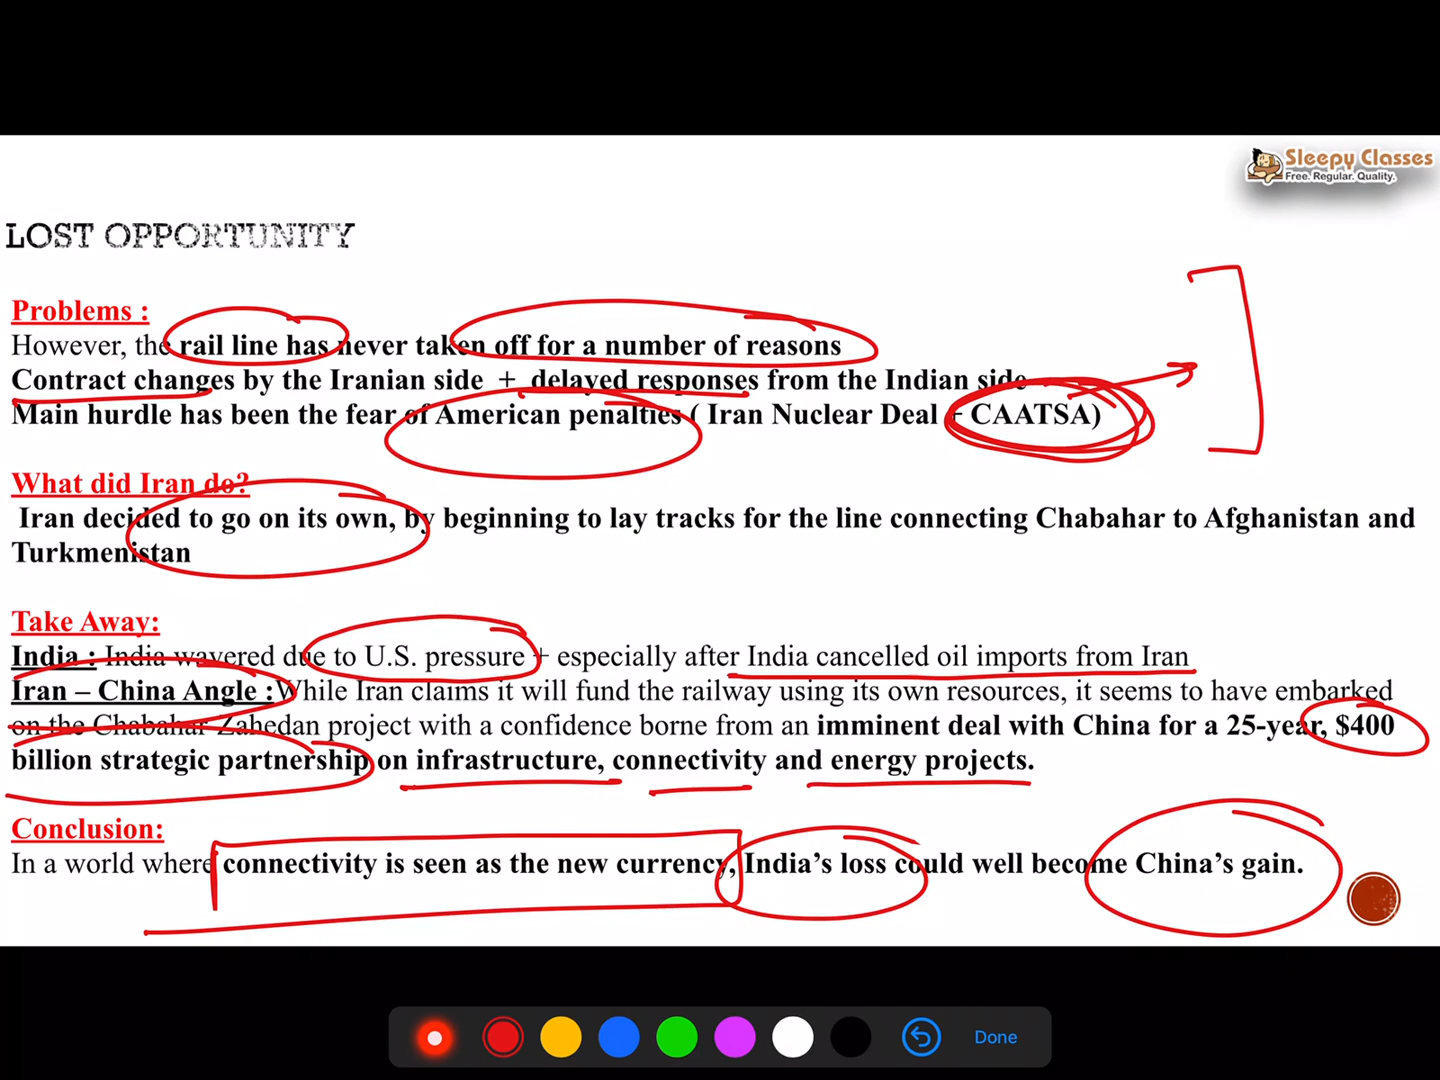 Sleepy Classes
Free. Regular. Quality.
LOST OPPORTUNITY
Problems :
However, the rail line has never taken off for a number of reasons
Contract changes by the Iranian side + delayed responses from the Indian side
Main hurdle has been the fear of American penalties ( Iran Nuclear Deal + CAATSA)
What did Iran do?
Iran decided to go on its own, by beginning to lay tracks for the line connecting Chabahar to Afghanistan and
Turkmenistan
Take Away:
India : India wavered due to U.S. pressure + especially after India cancelled oil imports from Iran
Iran – China Angle : While Iran claims it will fund the railway using its own resources, it seems to have embarked
on the Chabahar-Zahedan project with a confidence borne from an imminent deal with China for a 25-year, $400
billion strategic partnership on infrastructure, connectivity and energy projects.
Conclusion:
In a world where connectivity is seen as the new currency, India’s loss could well become China’s gain.
Done